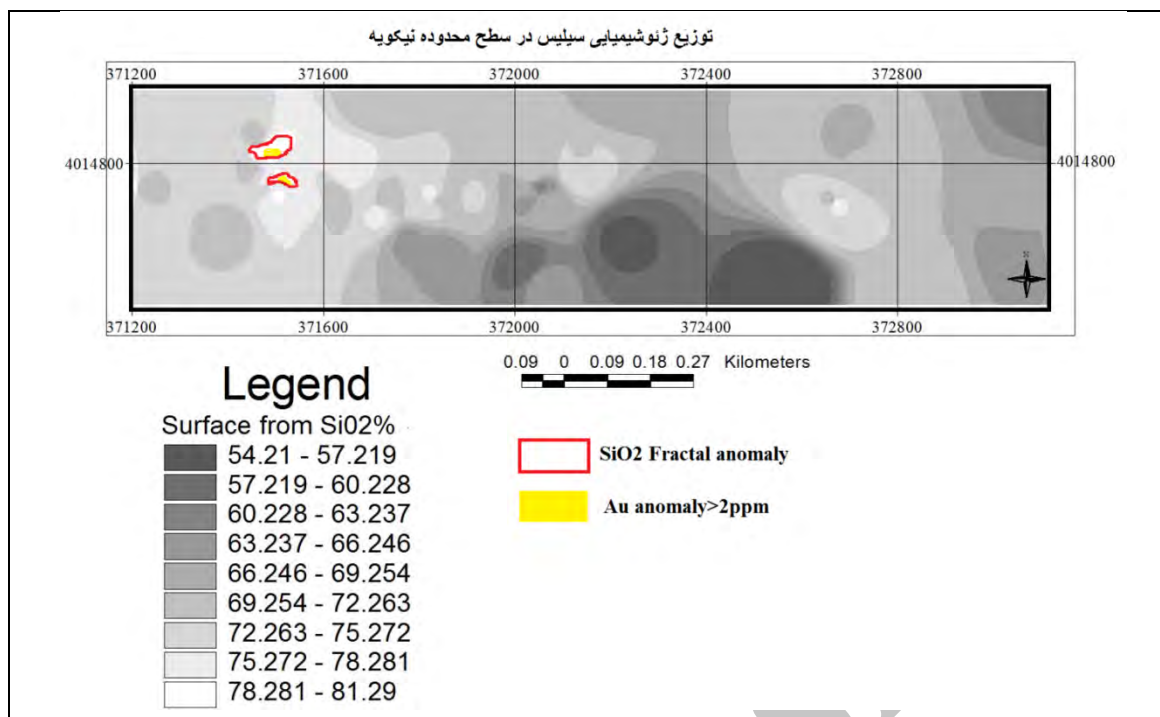 توزیع ژئوشیمیایی سیلیس در سطح محدوده نیکویه
371200 371600 372000 372400 372800
4014800 4014800
N
371200 371600 372000 372400 372800
0.09 0 0.09 0.18 0.27 Kilometers
Legend
Surface from Si02%
54.21 - 57.219
57.219 - 60.228
60.228 - 63.237
63.237 - 66.246
66.246 - 69.254
69.254 - 72.263
72.263 - 75.272
75.272 - 78.281
78.281 - 81.29
SiO2 Fractal anomaly
Au anomaly>2ppm